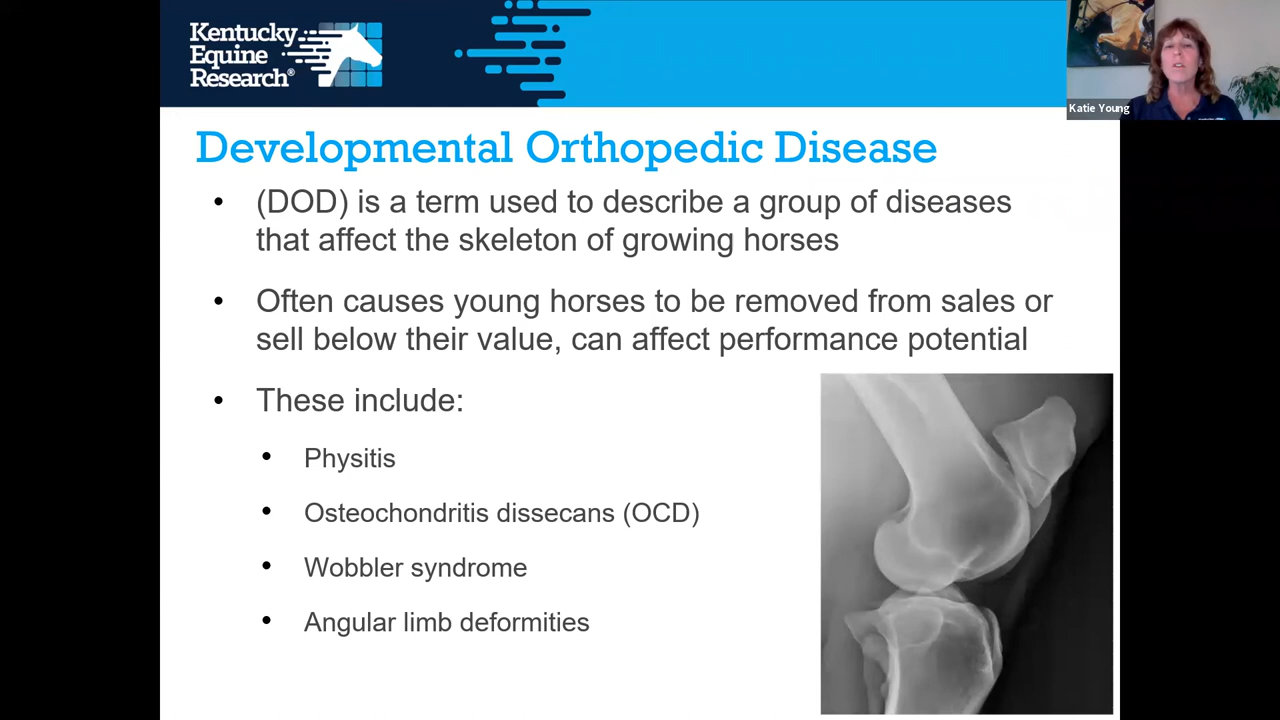 Kentucky
Equine
Research®
Katie Young
Developmental Orthopedic Disease
• (DOD) is a term used to describe a group of diseases
that affect the skeleton of growing horses
• Often causes young horses to be removed from sales or
sell below their value, can affect performance potential
• These include:
• Physitis
• Osteochondritis dissecans (OCD)
• Wobbler syndrome
• Angular limb deformities